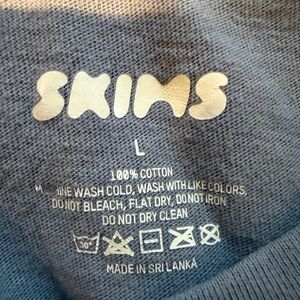 SKIMS
L
100% COTTON
WASH COLD, WASH WITH LIKE COLORS,
DO NOT BLEACH, FLAT DRY, DO NOT IRON
DO NOT DRY CLEAN
30°
MADE IN SRI LANKA